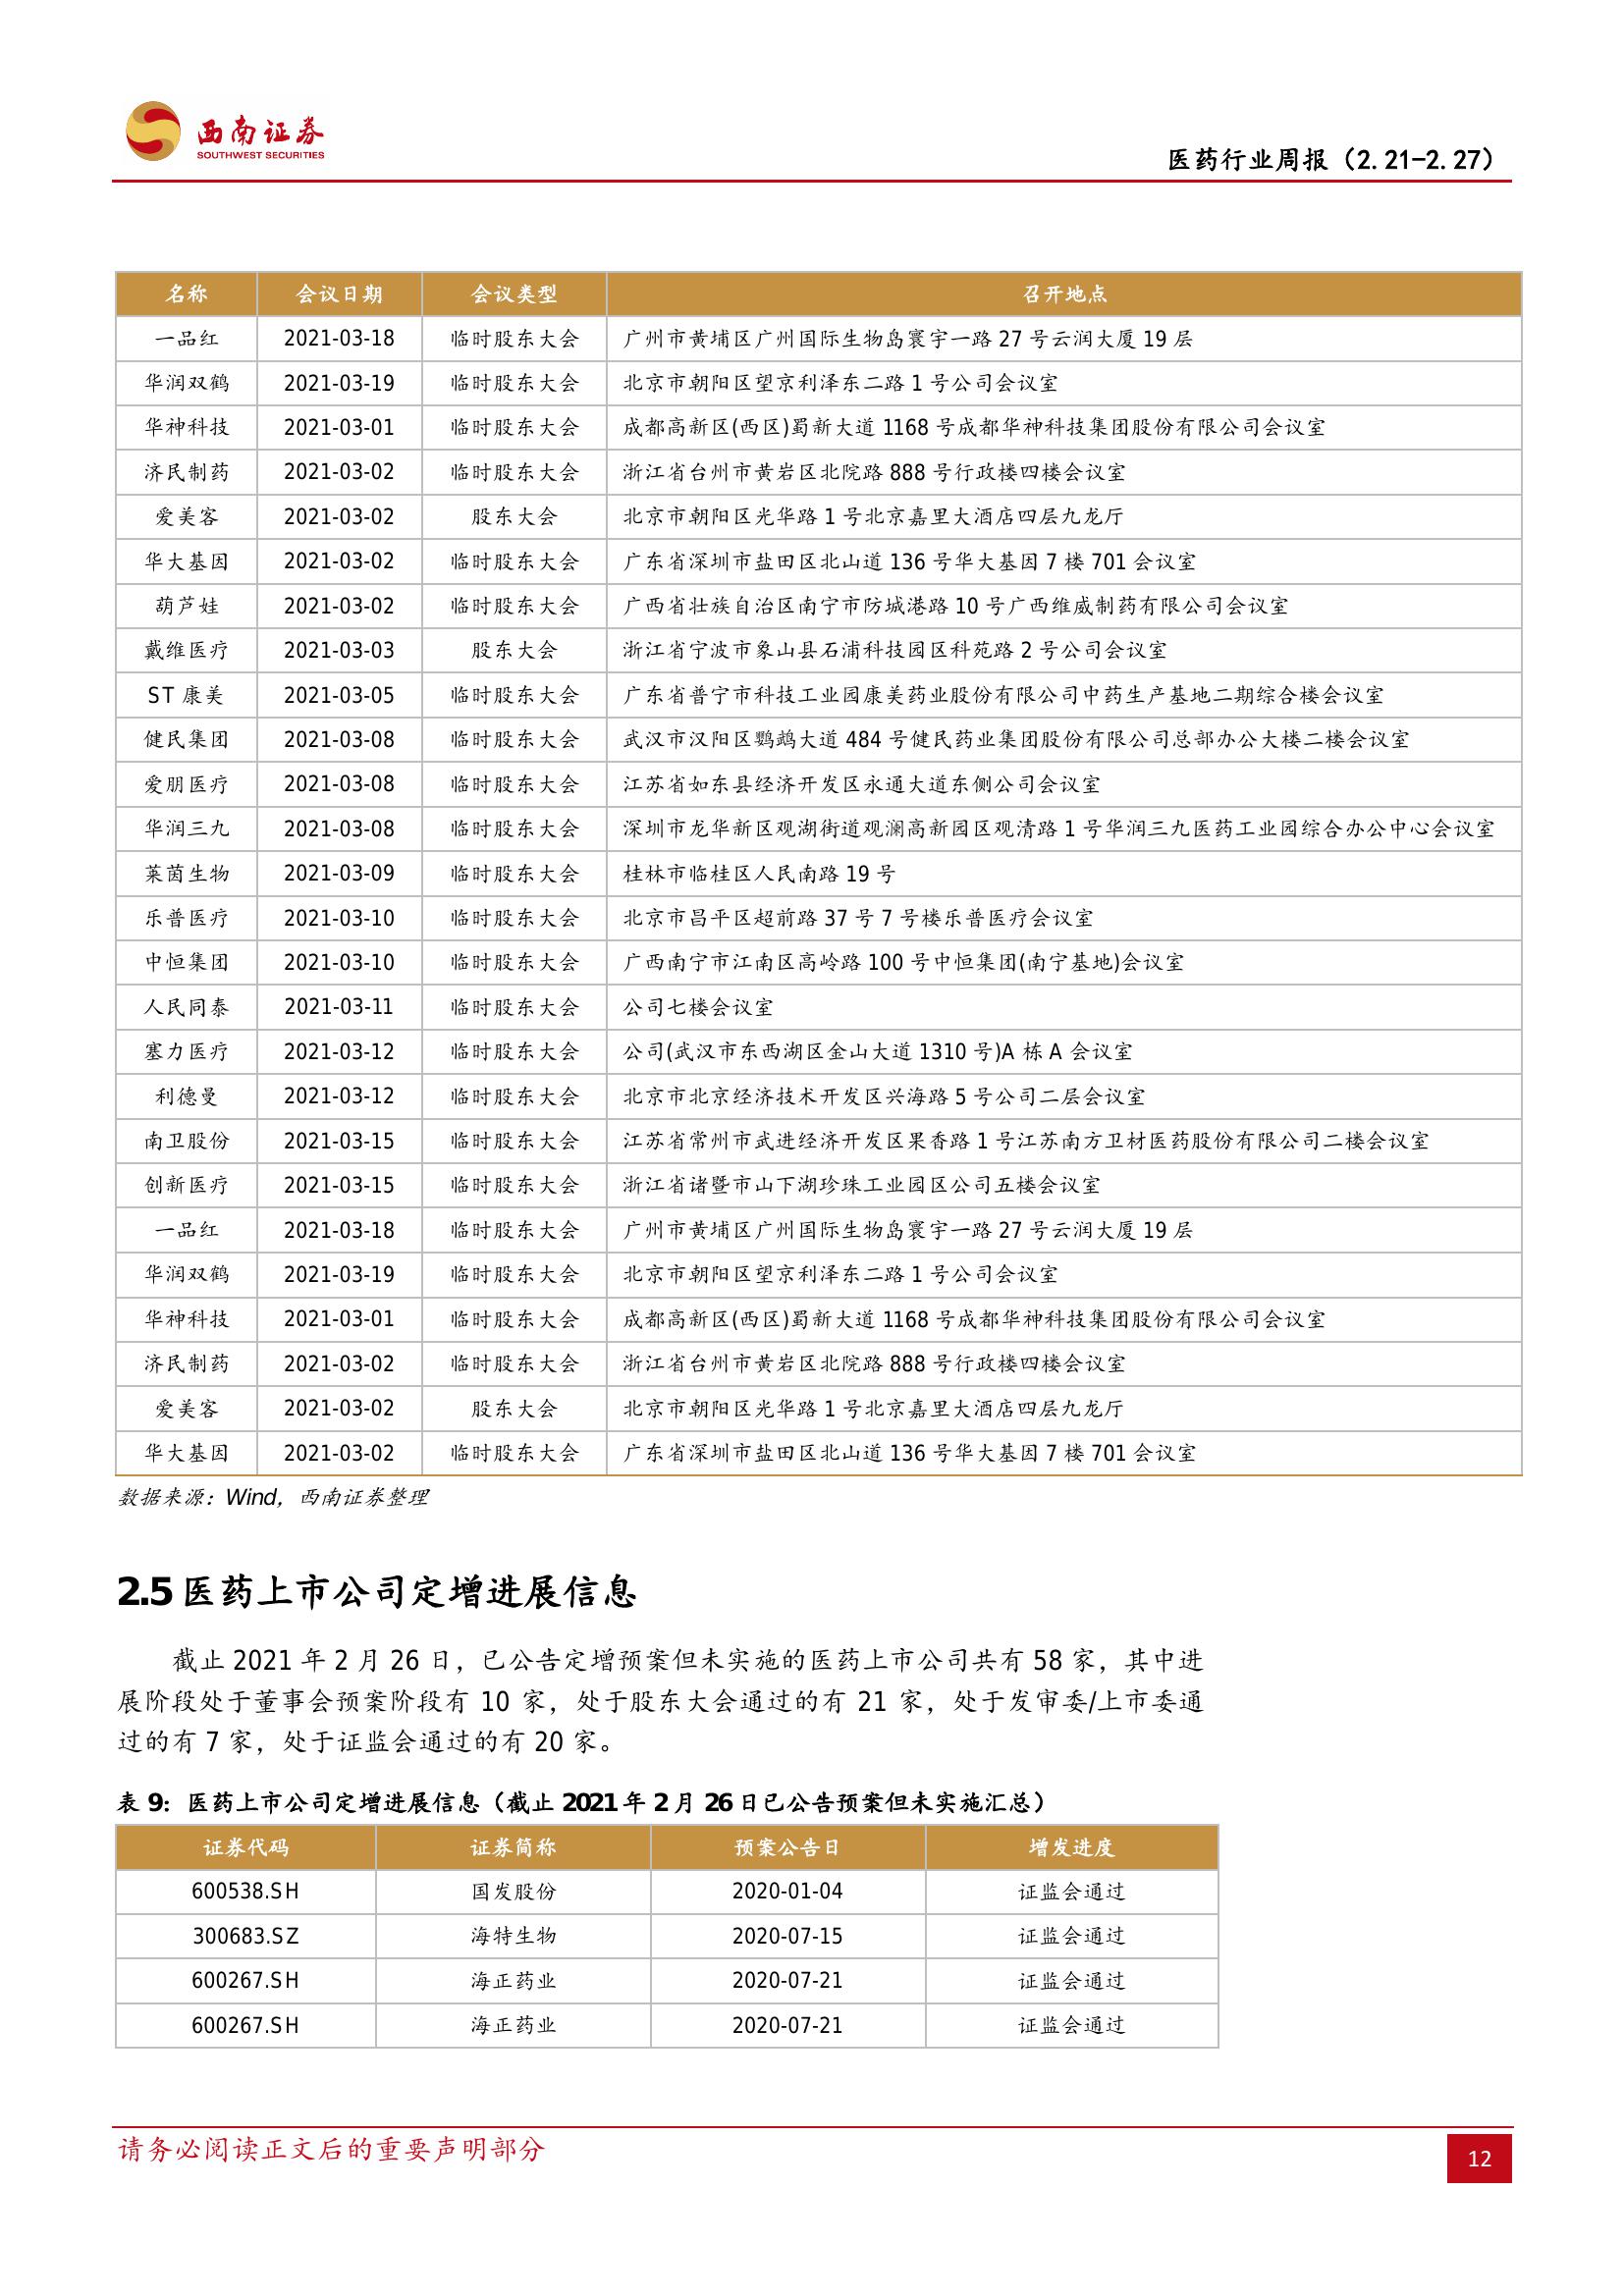 西南证券
SOUTHWEST SECURITIES
医药行业周报（2.21-2.27）
名称 会议日期 会议类型 召开地点
一品红 2021-03-18 临时股东大会 广州市黄埔区广州国际生物岛寰宇一路 27 号云润大厦 19 层
华润双鹤 2021-03-19 临时股东大会 北京市朝阳区望京利泽东二路 1 号公司会议室
华神科技 2021-03-01 临时股东大会 成都高新区(西区)蜀新大道 1168 号成都华神科技集团股份有限公司会议室
济民制药 2021-03-02 临时股东大会 浙江省台州市黄岩区北院路 888 号行政楼四楼会议室
爱美客 2021-03-02 股东大会 北京市朝阳区光华路 1 号北京嘉里大酒店四层九龙厅
华大基因 2021-03-02 临时股东大会 广东省深圳市盐田区北山道 136 号华大基因 7 楼 701 会议室
葫芦娃 2021-03-02 临时股东大会 广西省壮族自治区南宁市防城港路 10 号广西维威制药有限公司会议室
戴维医疗 2021-03-03 股东大会 浙江省宁波市象山县石浦科技园区科苑路 2 号公司会议室
ST 康美 2021-03-05 临时股东大会 广东省普宁市科技工业园康美药业股份有限公司中药生产基地二期综合楼会议室
健民集团 2021-03-08 临时股东大会 武汉市汉阳区鹦鹉大道 484 号健民药业集团股份有限公司总部办公大楼二楼会议室
爱朋医疗 2021-03-08 临时股东大会 江苏省如东县经济开发区永通大道东侧公司会议室
华润三九 2021-03-08 临时股东大会 深圳市龙华新区观湖街道观澜高新园区观清路 1 号华润三九医药工业园综合办公中心会议室
莱茵生物 2021-03-09 临时股东大会 桂林市临桂区人民南路 19 号
乐普医疗 2021-03-10 临时股东大会 北京市昌平区超前路 37 号 7 号楼乐普医疗会议室
中恒集团 2021-03-10 临时股东大会 广西南宁市江南区高岭路 100 号中恒集团(南宁基地)会议室
人民同泰 2021-03-11 临时股东大会 公司七楼会议室
塞力医疗 2021-03-12 临时股东大会 公司(武汉市东西湖区金山大道 1310 号)A 栋 A 会议室
利德曼 2021-03-12 临时股东大会 北京市北京经济技术开发区兴海路 5 号公司二层会议室
南卫股份 2021-03-15 临时股东大会 江苏省常州市武进经济开发区果香路 1 号江苏南方卫材医药股份有限公司二楼会议室
创新医疗 2021-03-15 临时股东大会 浙江省诸暨市山下湖珍珠工业园区公司五楼会议室
一品红 2021-03-18 临时股东大会 广州市黄埔区广州国际生物岛寰宇一路 27 号云润大厦 19 层
华润双鹤 2021-03-19 临时股东大会 北京市朝阳区望京利泽东二路 1 号公司会议室
华神科技 2021-03-01 临时股东大会 成都高新区(西区)蜀新大道 1168 号成都华神科技集团股份有限公司会议室
济民制药 2021-03-02 临时股东大会 浙江省台州市黄岩区北院路 888 号行政楼四楼会议室
爱美客 2021-03-02 股东大会 北京市朝阳区光华路 1 号北京嘉里大酒店四层九龙厅
华大基因 2021-03-02 临时股东大会 广东省深圳市盐田区北山道 136 号华大基因 7 楼 701 会议室
数据来源：Wind，西南证券整理
2.5 医药上市公司定增进展信息
截止 2021 年 2 月 26 日，已公告定增预案但未实施的医药上市公司共有 58 家，其中进
展阶段处于董事会预案阶段有 10 家，处于股东大会通过的有 21 家，处于发审委/上市委通
过的有 7 家，处于证监会通过的有 20 家。
表 9：医药上市公司定增进展信息（截止 2021 年 2 月 26 日已公告预案但未实施汇总）
证券代码 证券简称 预案公告日 增发进度
600538.SH 国发股份 2020-01-04 证监会通过
300683.SZ 海特生物 2020-07-15 证监会通过
600267.SH 海正药业 2020-07-21 证监会通过
600267.SH 海正药业 2020-07-21 证监会通过
请务必阅读正文后的重要声明部分
12